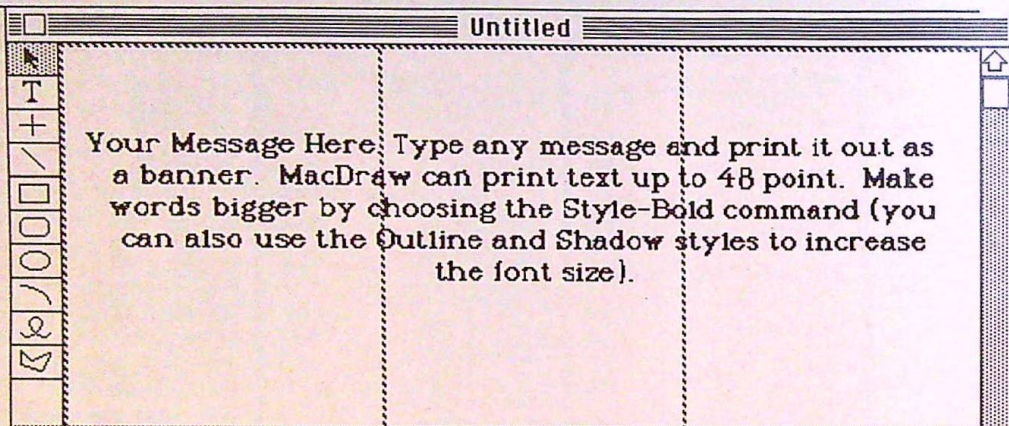 Untitled
T
Your Message Here. Type any message and print it out as
a banner. MacDraw can print text up to 48 point. Make
words bigger by choosing the Style-Bold command (you
can also use the Outline and Shadow styles to increase
the font size).